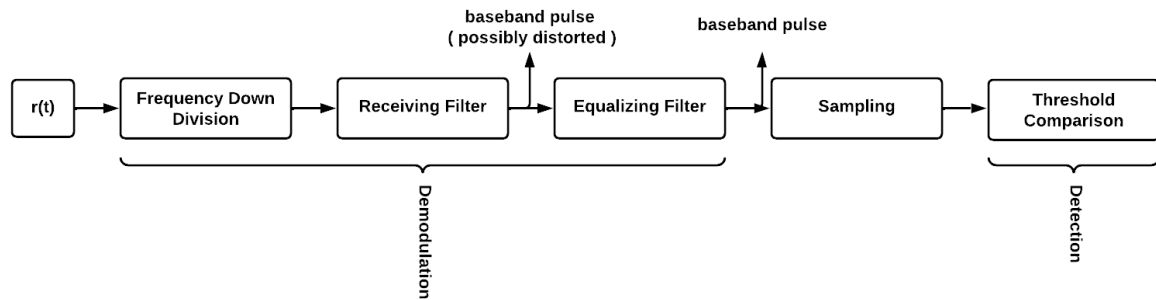 baseband pulse
( possibly distorted )
baseband pulse
r(t)
Frequency Down
Division
Receiving Filter
Equalizing Filter
Sampling
Threshold
Comparison
Demodulation
Detection